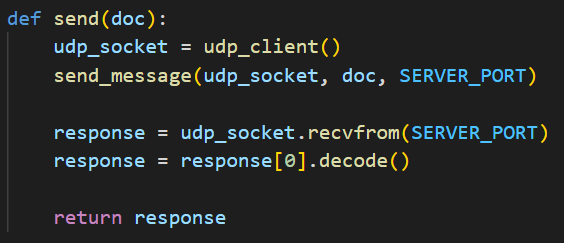 def send(doc):
    udp_socket = udp_client()
    send_message(udp_socket, doc, SERVER_PORT)

    response = udp_socket.recvfrom(SERVER_PORT)
    response = response[0].decode()

    return response